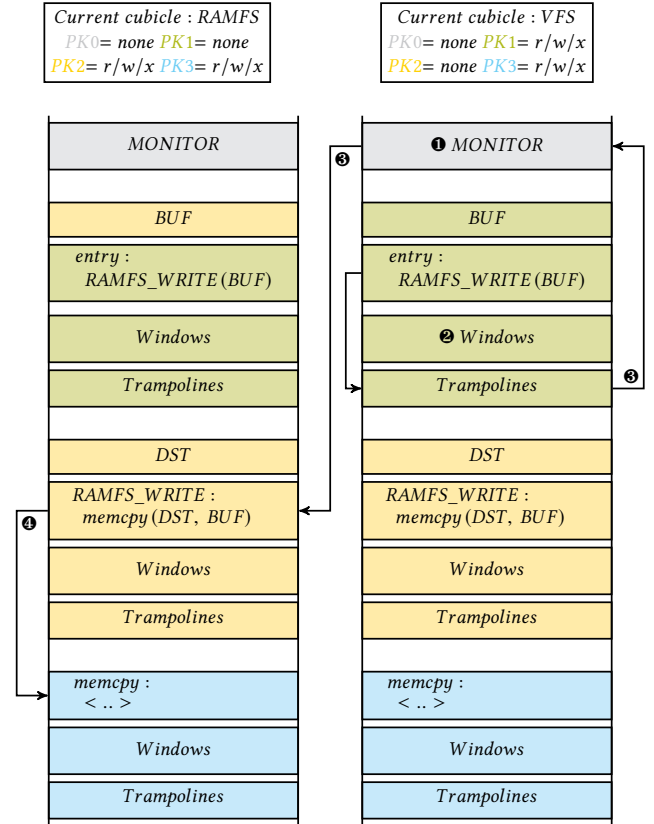 Current cubicle : RAMFS
PK0= none PK1= none
PK2= r/w/x PK3= r/w/x
MONITOR
BUF
entry :
RAMFS_WRITE(BUF)
Windows
Trampolines
DST
RAMFS_WRITE :
memcpy(DST, BUF)
Windows
Trampolines
memcpy :
< .. >
Windows
Trampolines
❹
Current cubicle : VFS
PK0= none PK1= r/w/x
PK2= none PK3= r/w/x
❶ MONITOR
❸
BUF
entry :
RAMFS_WRITE(BUF)
❷ Windows
Trampolines
❸
DST
RAMFS_WRITE :
memcpy(DST, BUF)
Windows
Trampolines
memcpy :
< .. >
Windows
Trampolines